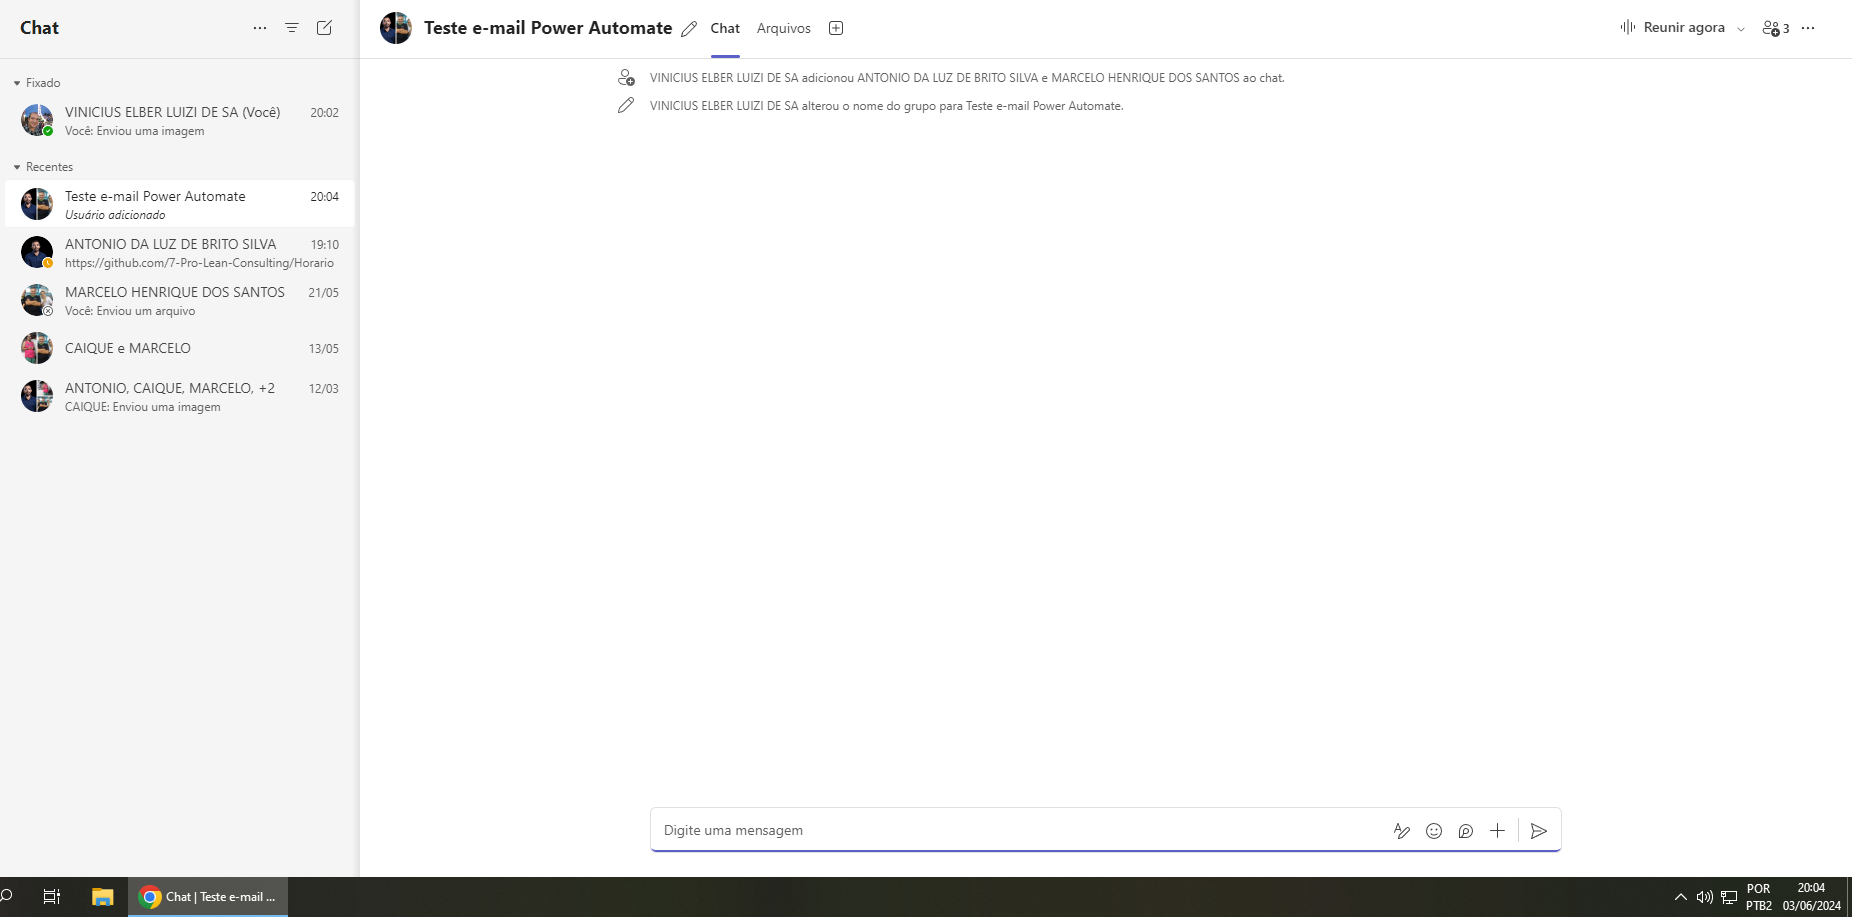 Chat
Fixado
VINICIUS ELBER LUIZI DE SA (Você) 20:02
Você: Enviou uma imagem
Recentes
Teste e-mail Power Automate 20:04
Usuário adicionado
ANTONIO DA LUZ DE BRITO SILVA 19:10
https://github.com/7-Pro-Lean-Consulting/Horario
MARCELO HENRIQUE DOS SANTOS 21/05
Você: Enviou um arquivo
CAIQUE e MARCELO 13/05
ANTONIO, CAIQUE, MARCELO, +2 12/03
CAIQUE: Enviou uma imagem
Teste e-mail Power Automate Chat Arquivos Reunir agora 3
VINICIUS ELBER LUIZI DE SA adicionou ANTONIO DA LUZ DE BRITO SILVA e MARCELO HENRIQUE DOS SANTOS ao chat.
VINICIUS ELBER LUIZI DE SA alterou o nome do grupo para Teste e-mail Power Automate.
Digite uma mensagem
Chat | Teste e-mail ...
POR 20:04
PTB2 03/06/2024